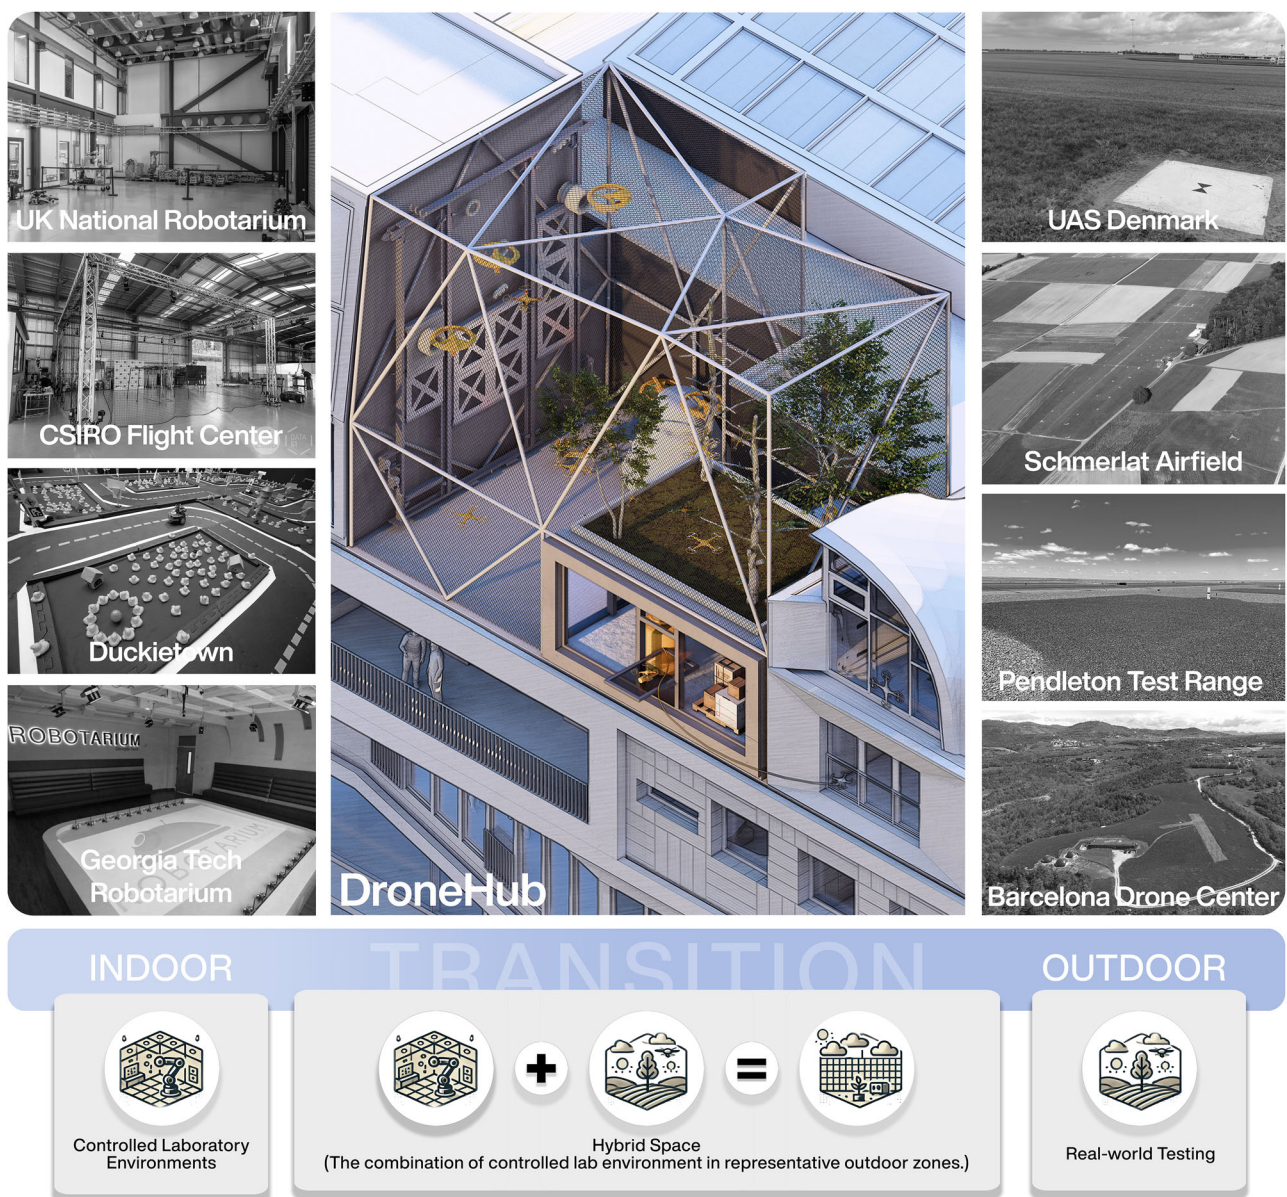 UK National Robotarium
CSIRO Flight Center
Duckietown
ROBOTARIUM
Georgia Tech
Robotarium
DroneHub
UAS Denmark
Schmerlat Airfield
Pendleton Test Range
Barcelona Drone Center
INDOOR
TRANSITION
OUTDOOR
Controlled Laboratory
Environments
Hybrid Space
(The combination of controlled lab environment in representative outdoor zones.)
Real-world Testing